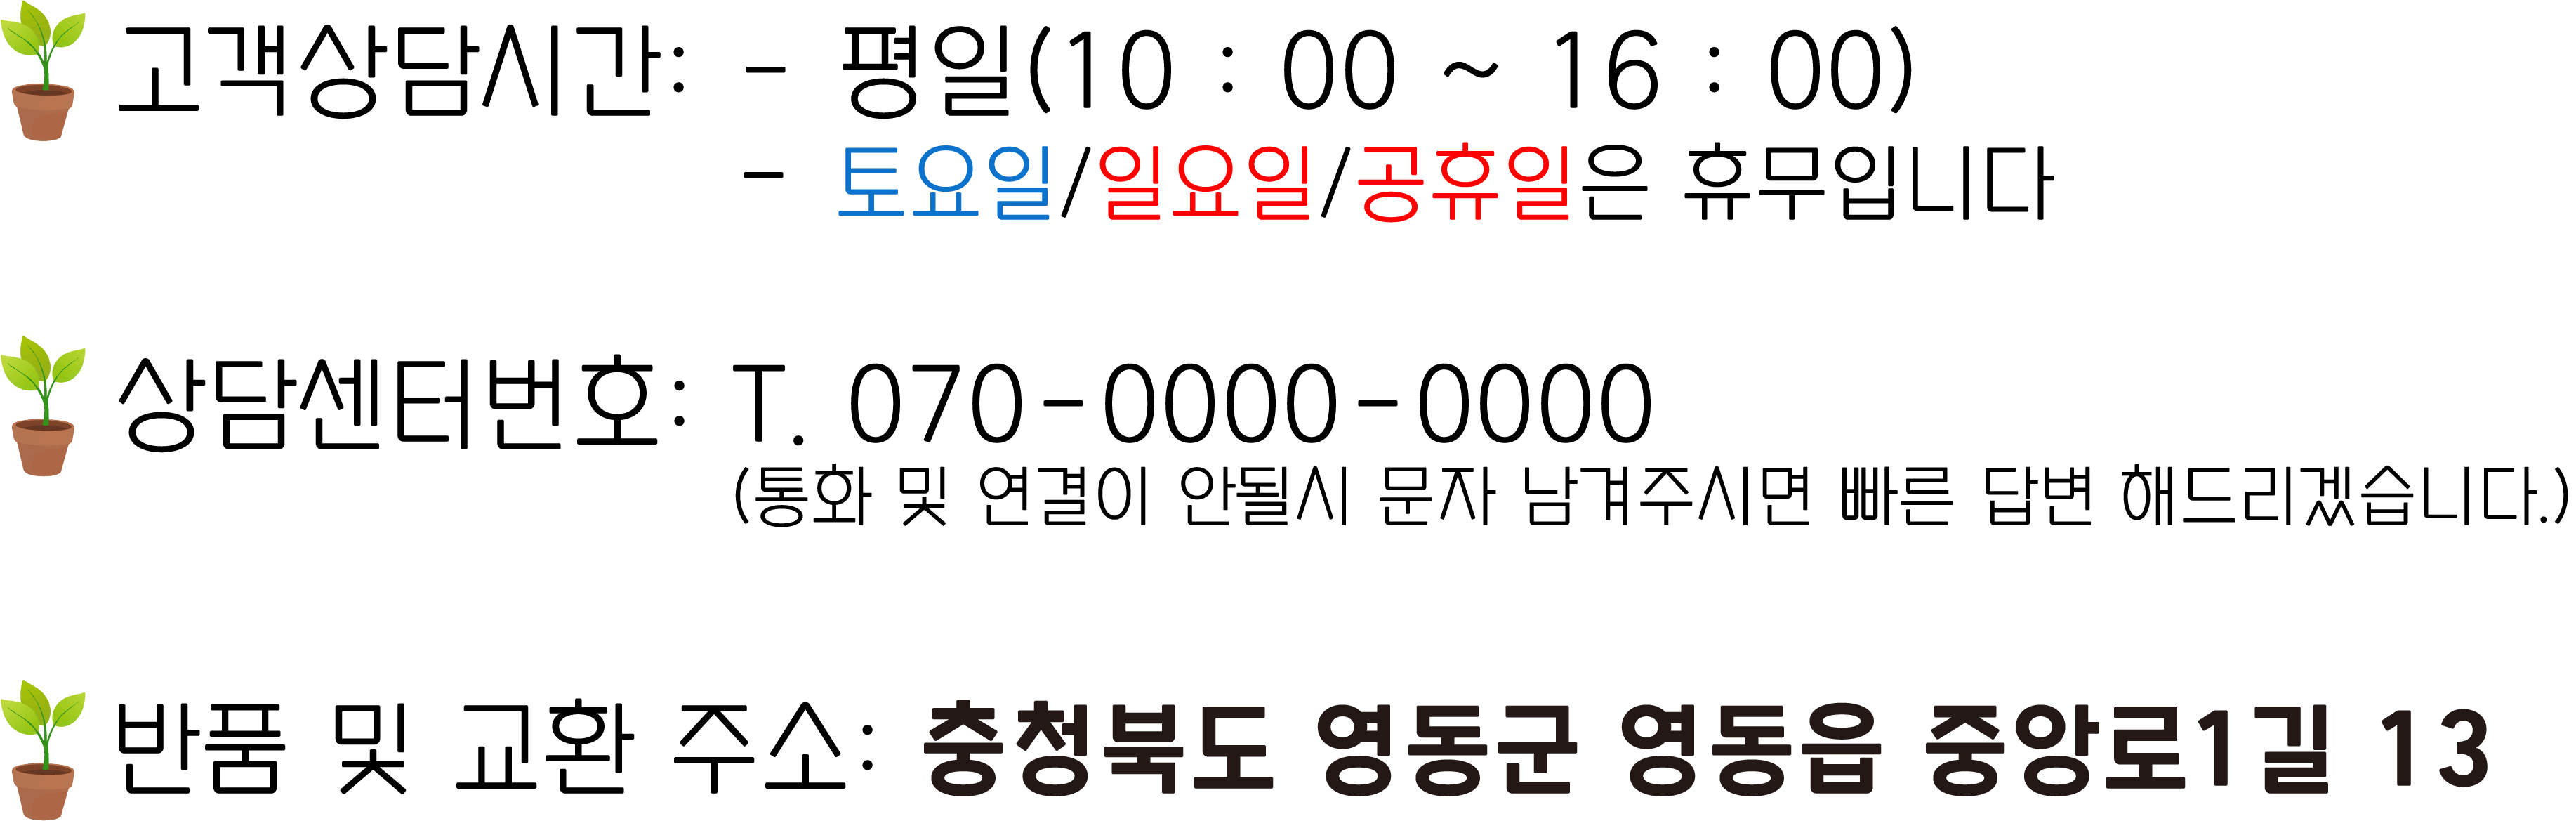 고객상담시간: - 평일(10 : 00 ~ 16 : 00)
- 토요일/일요일/공휴일은 휴무입니다
상담센터번호: T. 070-0000-0000
(통화 및 연결이 안될시 문자 남겨주시면 빠른 답변 해드리겠습니다.)
반품 및 교환 주소: 충청북도 영동군 영동읍 중앙로1길 13